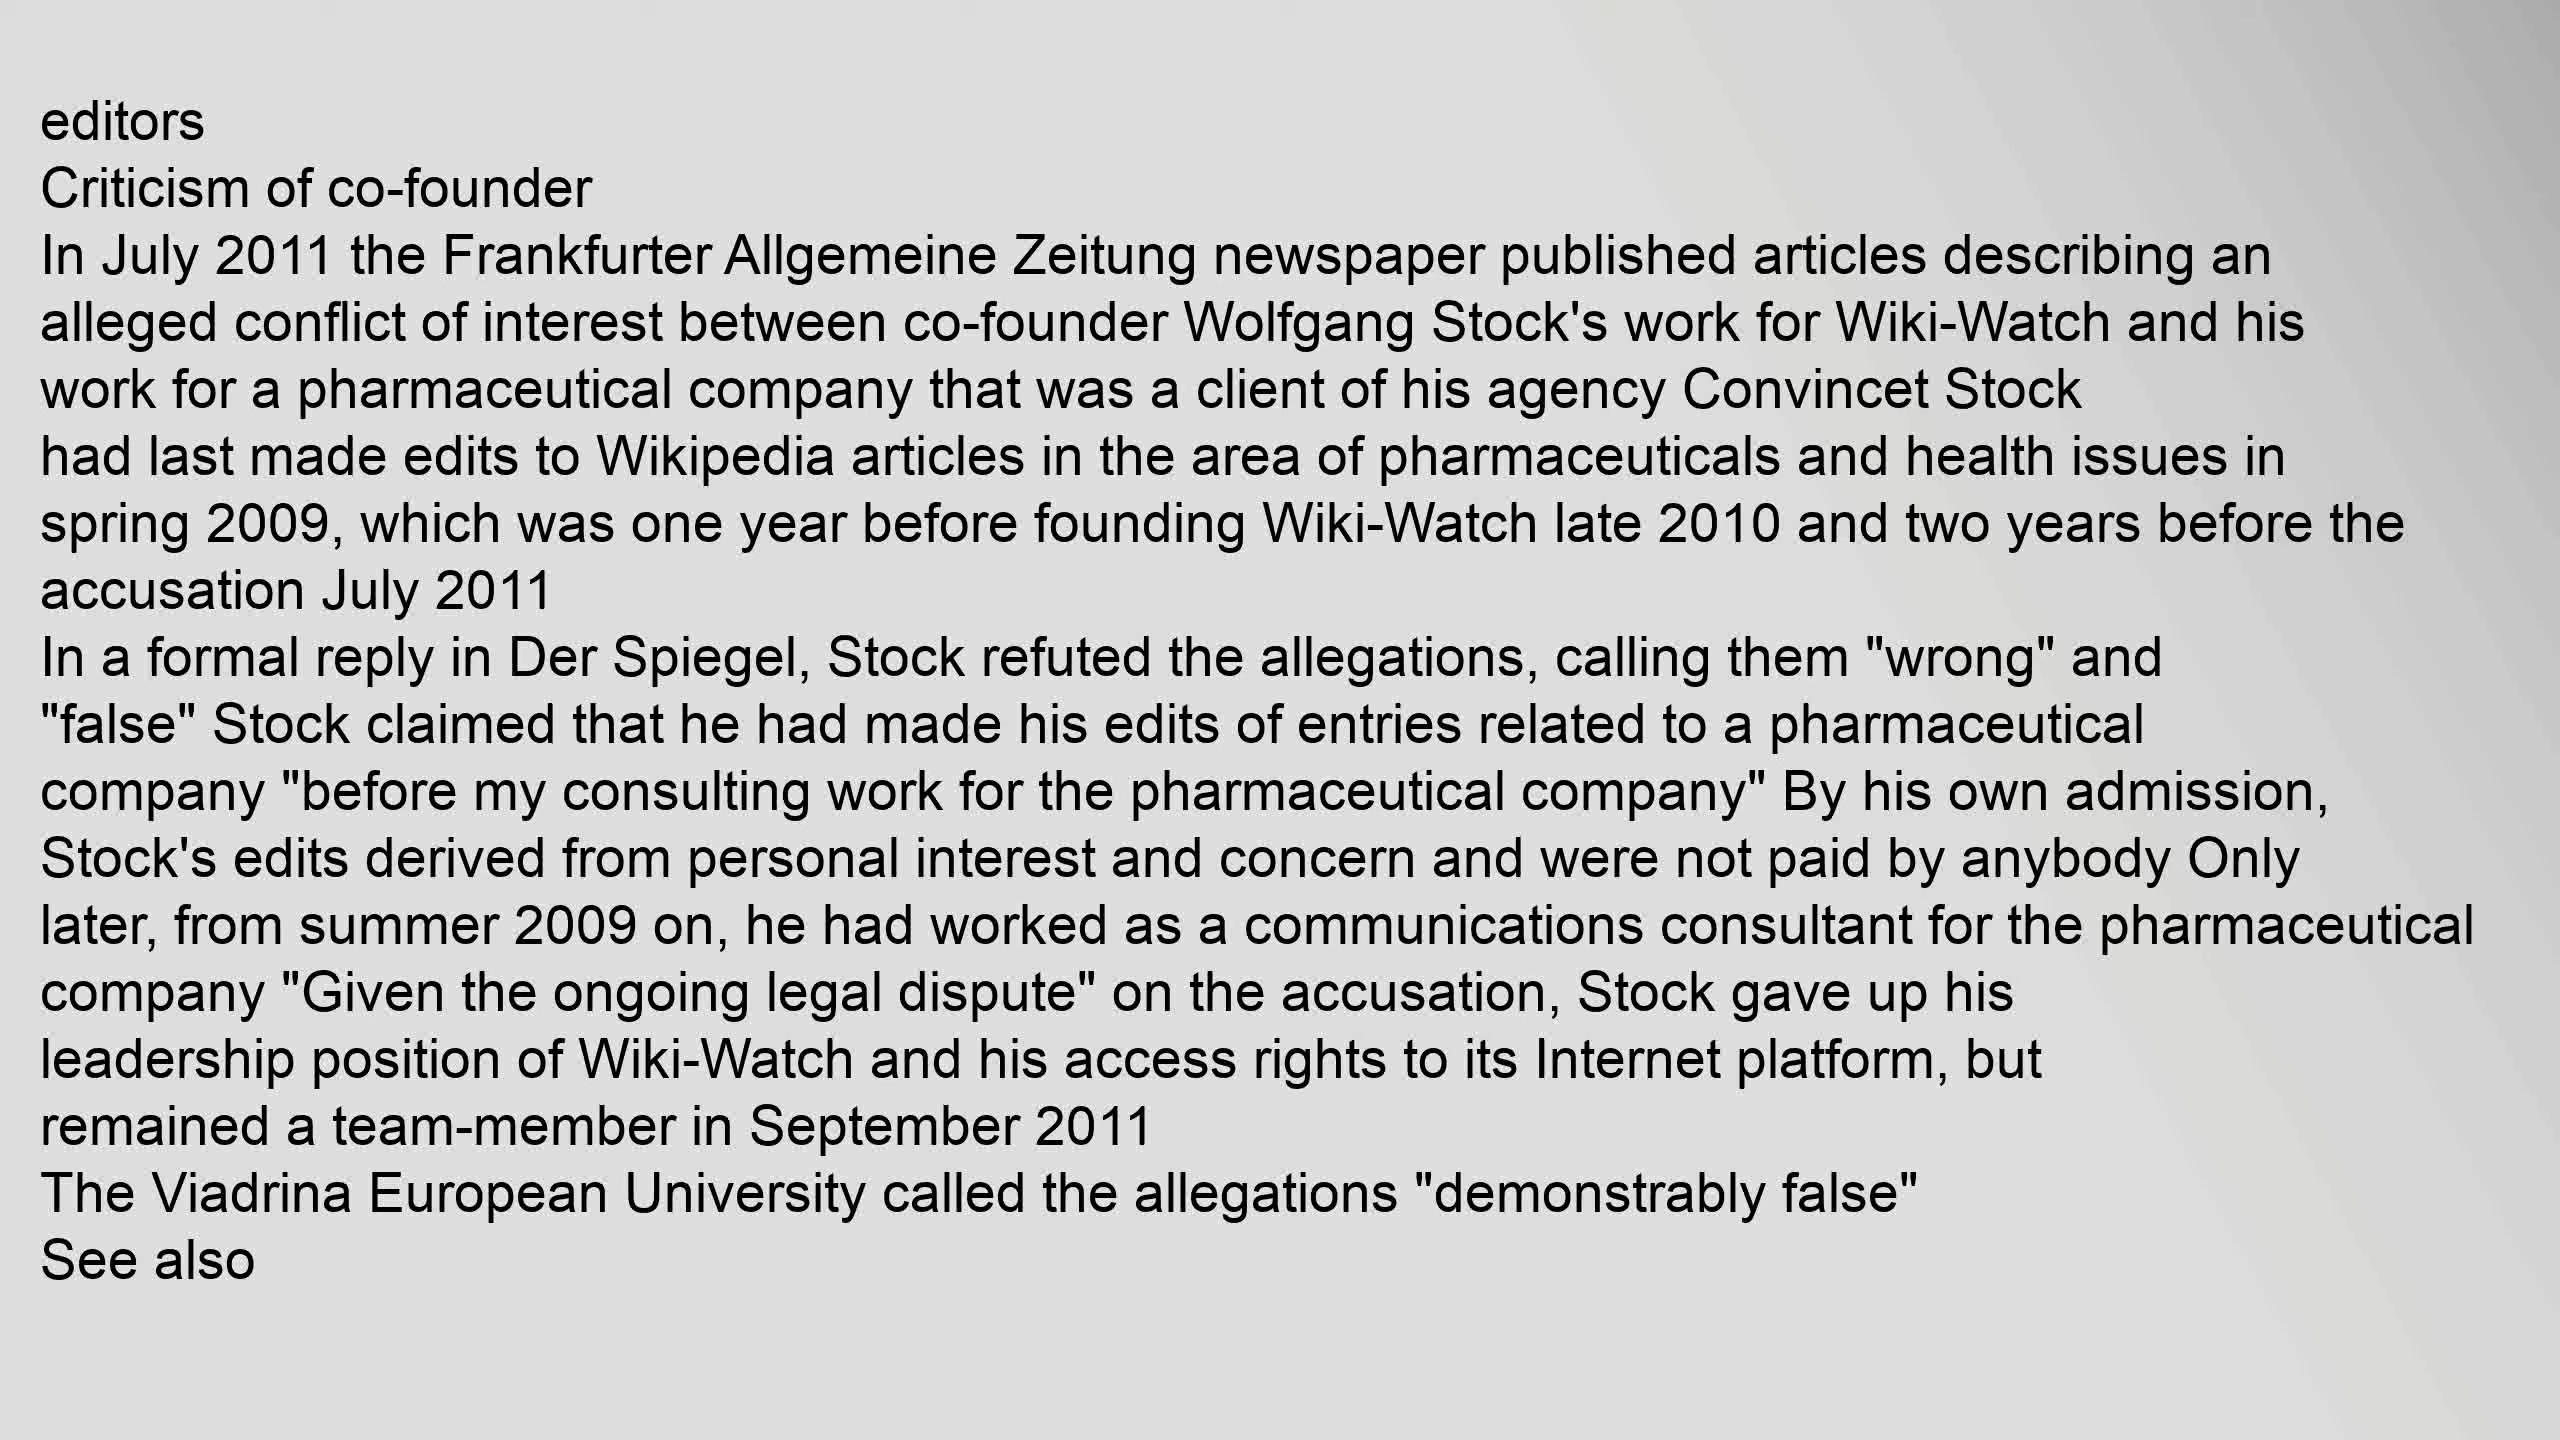 editors
Criticism of co-founder
In July 2011 the Frankfurter Allgemeine Zeitung newspaper published articles describing an
alleged conflict of interest between co-founder Wolfgang Stock's work for Wiki-Watch and his
work for a pharmaceutical company that was a client of his agency Convincet Stock
had last made edits to Wikipedia articles in the area of pharmaceuticals and health issues in
spring 2009, which was one year before founding Wiki-Watch late 2010 and two years before the
accusation July 2011
In a formal reply in Der Spiegel, Stock refuted the allegations, calling them "wrong" and
"false" Stock claimed that he had made his edits of entries related to a pharmaceutical
company "before my consulting work for the pharmaceutical company" By his own admission,
Stock's edits derived from personal interest and concern and were not paid by anybody Only
later, from summer 2009 on, he had worked as a communications consultant for the pharmaceutical
company "Given the ongoing legal dispute" on the accusation, Stock gave up his
leadership position of Wiki-Watch and his access rights to its Internet platform, but
remained a team-member in September 2011
The Viadrina European University called the allegations "demonstrably false"
See also